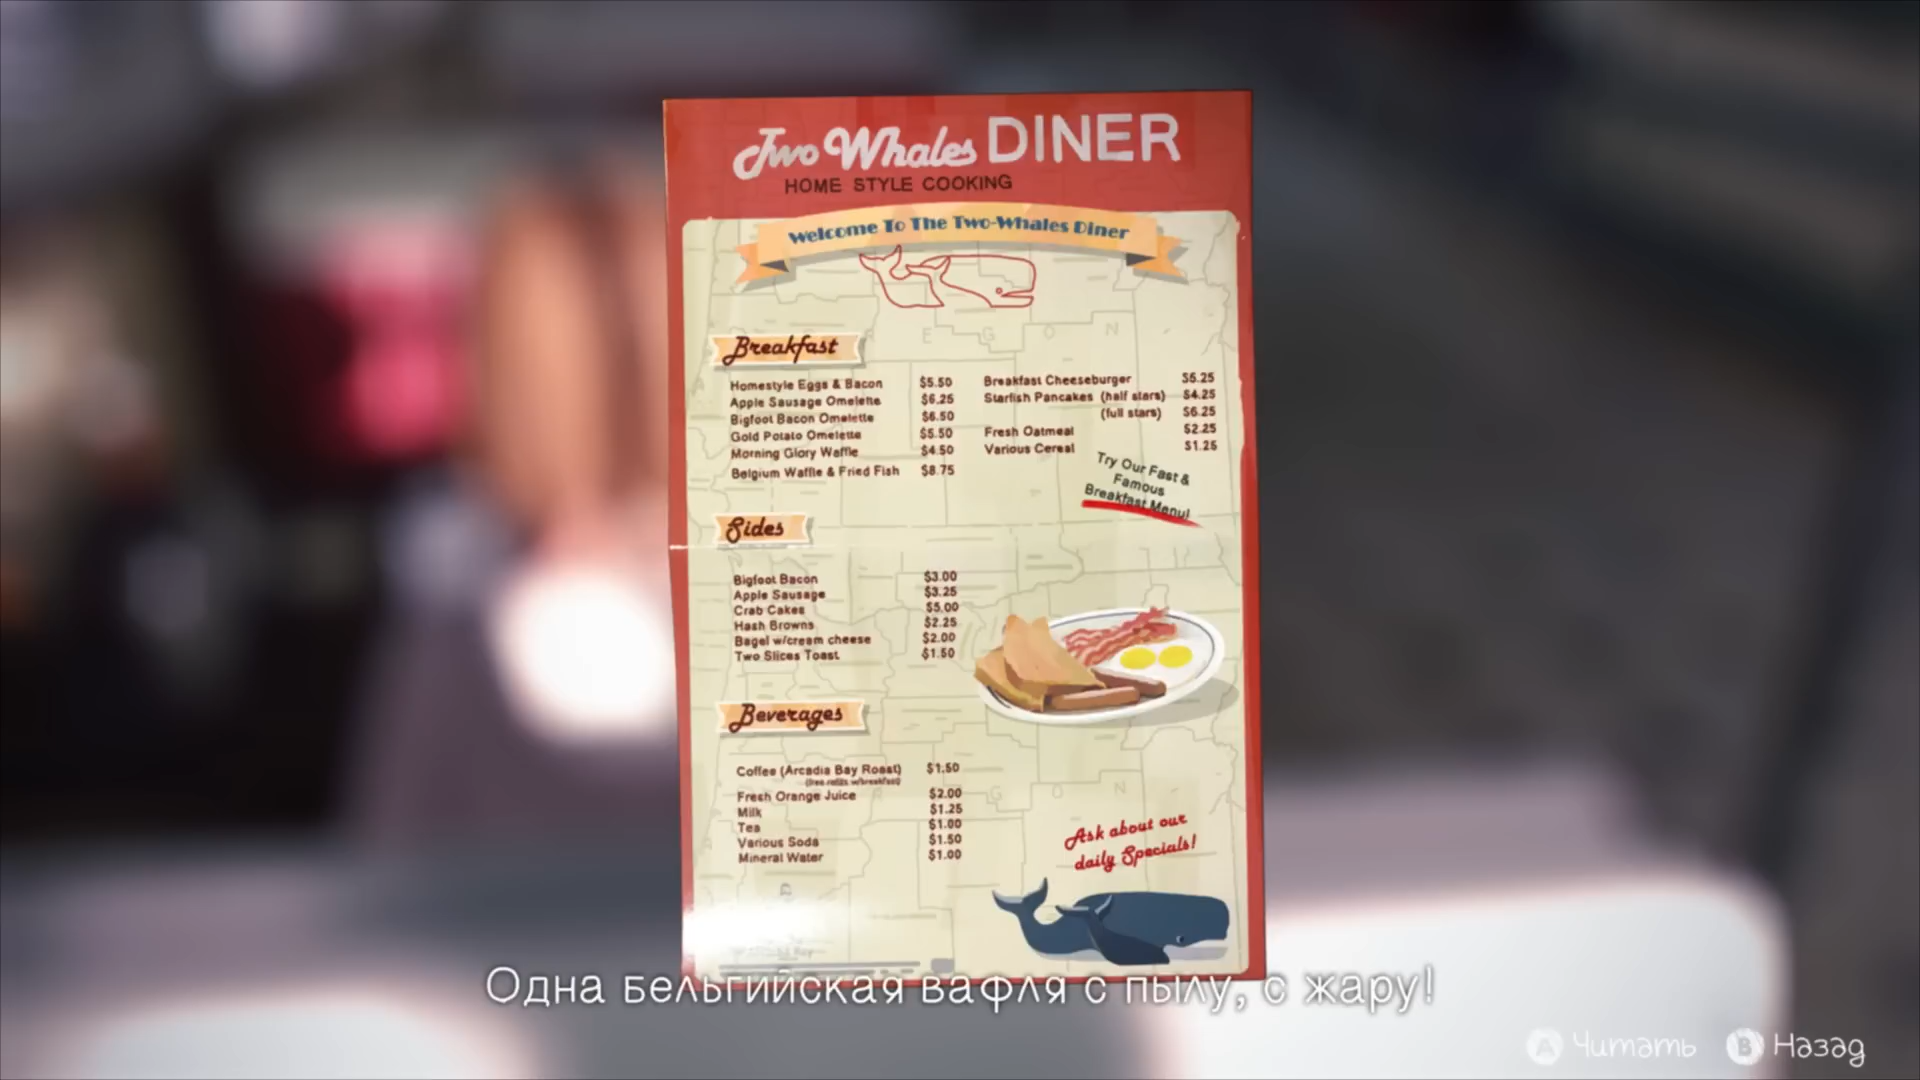 Two Whales DINER
HOME STYLE COOKING
Welcome To The Two-Whales Diner
E G O N
Breakfast
Homestyle Eggs & Bacon $5.50
Apple Sausage Omelette $6.25
Bigfoot Bacon Omelette $6.50
Gold Potato Omelette $5.50
Morning Glory Waffle $4.50
Belgium Waffle & Fried Fish $8.75
Breakfast Cheeseburger
Starfish Pancakes (half stars) $4.25
(full stars) $6.25
Fresh Oatmeal $2.25
Various Cereal $1.25
Try Our Fast &
Famous
Breakfast Menu!
Sides
Bigfoot Bacon $3.00
Apple Sausage $3.25
Crab Cakes $5.00
Hash Browns $2.25
Bagel w/cream cheese $2.00
Two Slices Toast $1.50
Beverages
Coffee (Arcadia Bay Roast) $1.50
(free refills w/breakfast)
Fresh Orange Juice $2.00
Milk $1.25
Tea $1.00
Various Soda $1.50
Mineral Water $1.00
G O N
Ask about our
daily Specials!
Одна бельгийская вафля с пылу, с жару!
A Читать B Назад